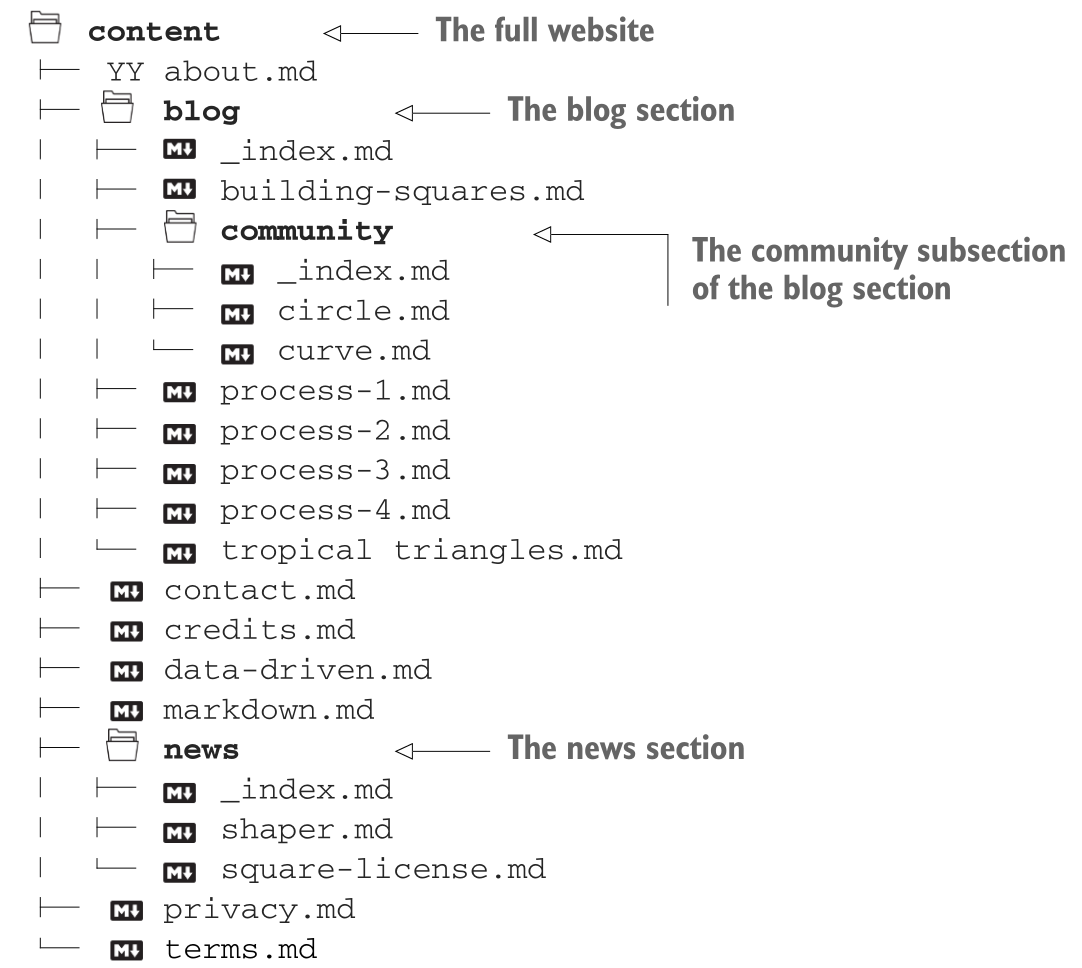 content The full website
YY about.md
blog The blog section
M↓ _index.md
M↓ building-squares.md
community The community subsection
of the blog section
M↓ _index.md
M↓ circle.md
M↓ curve.md
M↓ process-1.md
M↓ process-2.md
M↓ process-3.md
M↓ process-4.md
M↓ tropical triangles.md
M↓ contact.md
M↓ credits.md
M↓ data-driven.md
M↓ markdown.md
news The news section
M↓ _index.md
M↓ shaper.md
M↓ square-license.md
M↓ privacy.md
M↓ terms.md